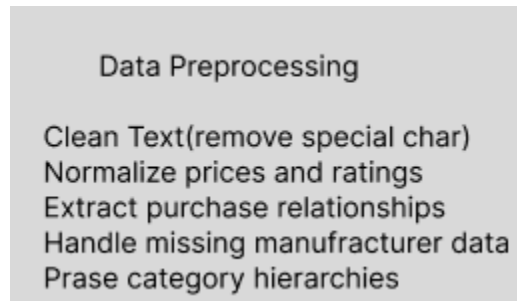 Data Preprocessing
Clean Text(remove special char)
Normalize prices and ratings
Extract purchase relationships
Handle missing manufracturer data
Prase category hierarchies